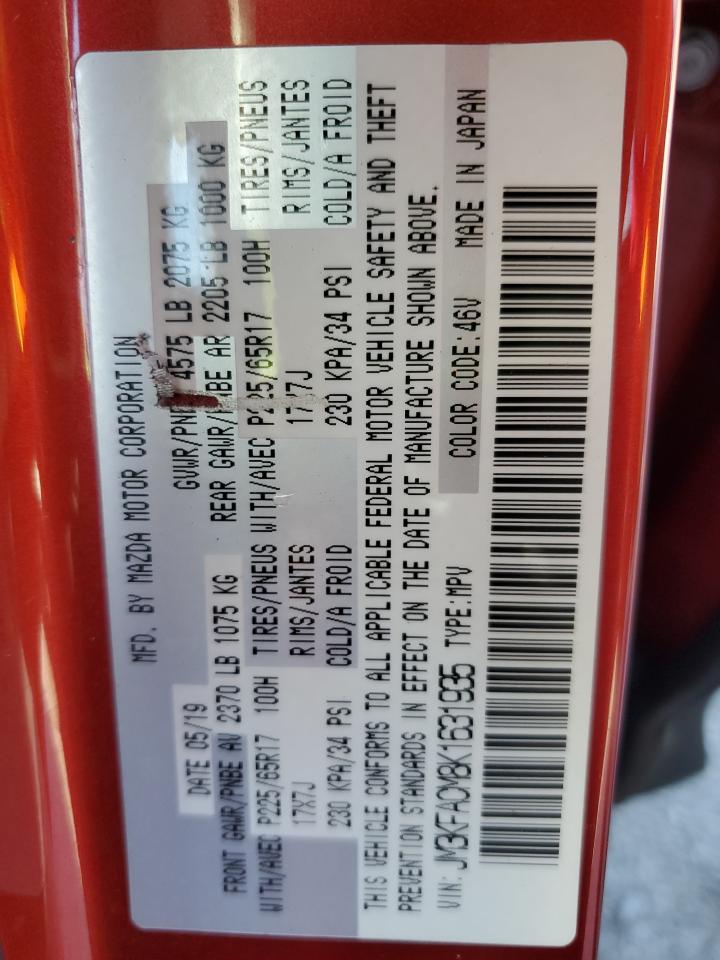 MFD. BY MAZDA MOTOR CORPORATION
DATE 05/19 GVWR/PNBV 4575 LB 2075 KG
FRONT GAWR/PNBE AV 2370 LB 1075 KG REAR GAWR/PNBE AR 2205 LB 1000 KG
WITH/AVEC P225/65R17 100H TIRES/PNEUS WITH/AVEC P225/65R17 100H TIRES/PNEUS
17X7J RIMS/JANTES 17X7J RIMS/JANTES
230 KPA/34 PSI COLD/A FROID 230 KPA/34 PSI COLD/A FROID
THIS VEHICLE CONFORMS TO ALL APPLICABLE FEDERAL MOTOR VEHICLE SAFETY AND THEFT
PREVENTION STANDARDS IN EFFECT ON THE DATE OF MANUFACTURE SHOWN ABOVE.
VIN: JM3KFACM8K1631935 TYPE:MPV COLOR CODE:46V MADE IN JAPAN